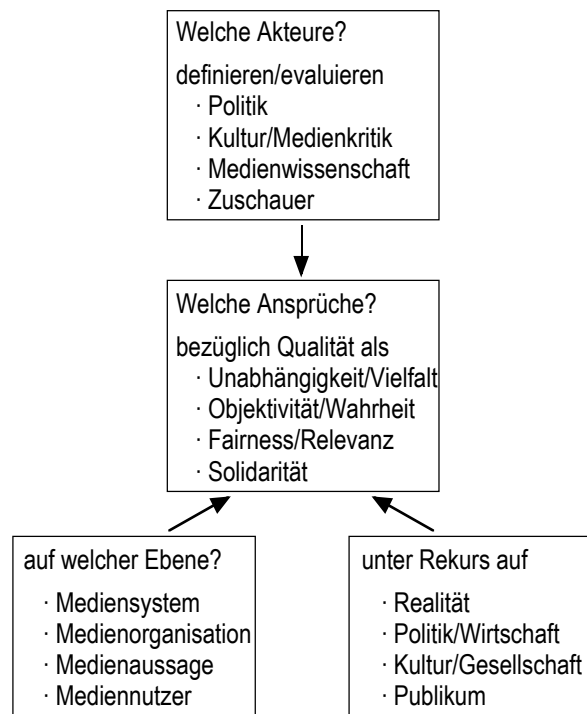 Welche Akteure?
definieren/evaluieren
· Politik
· Kultur/Medienkritik
· Medienwissenschaft
· Zuschauer
Welche Ansprüche?
bezüglich Qualität als
· Unabhängigkeit/Vielfalt
· Objektivität/Wahrheit
· Fairness/Relevanz
· Solidarität
auf welcher Ebene?
· Mediensystem
· Medienorganisation
· Medienaussage
· Mediennutzer
unter Rekurs auf
· Realität
· Politik/Wirtschaft
· Kultur/Gesellschaft
· Publikum